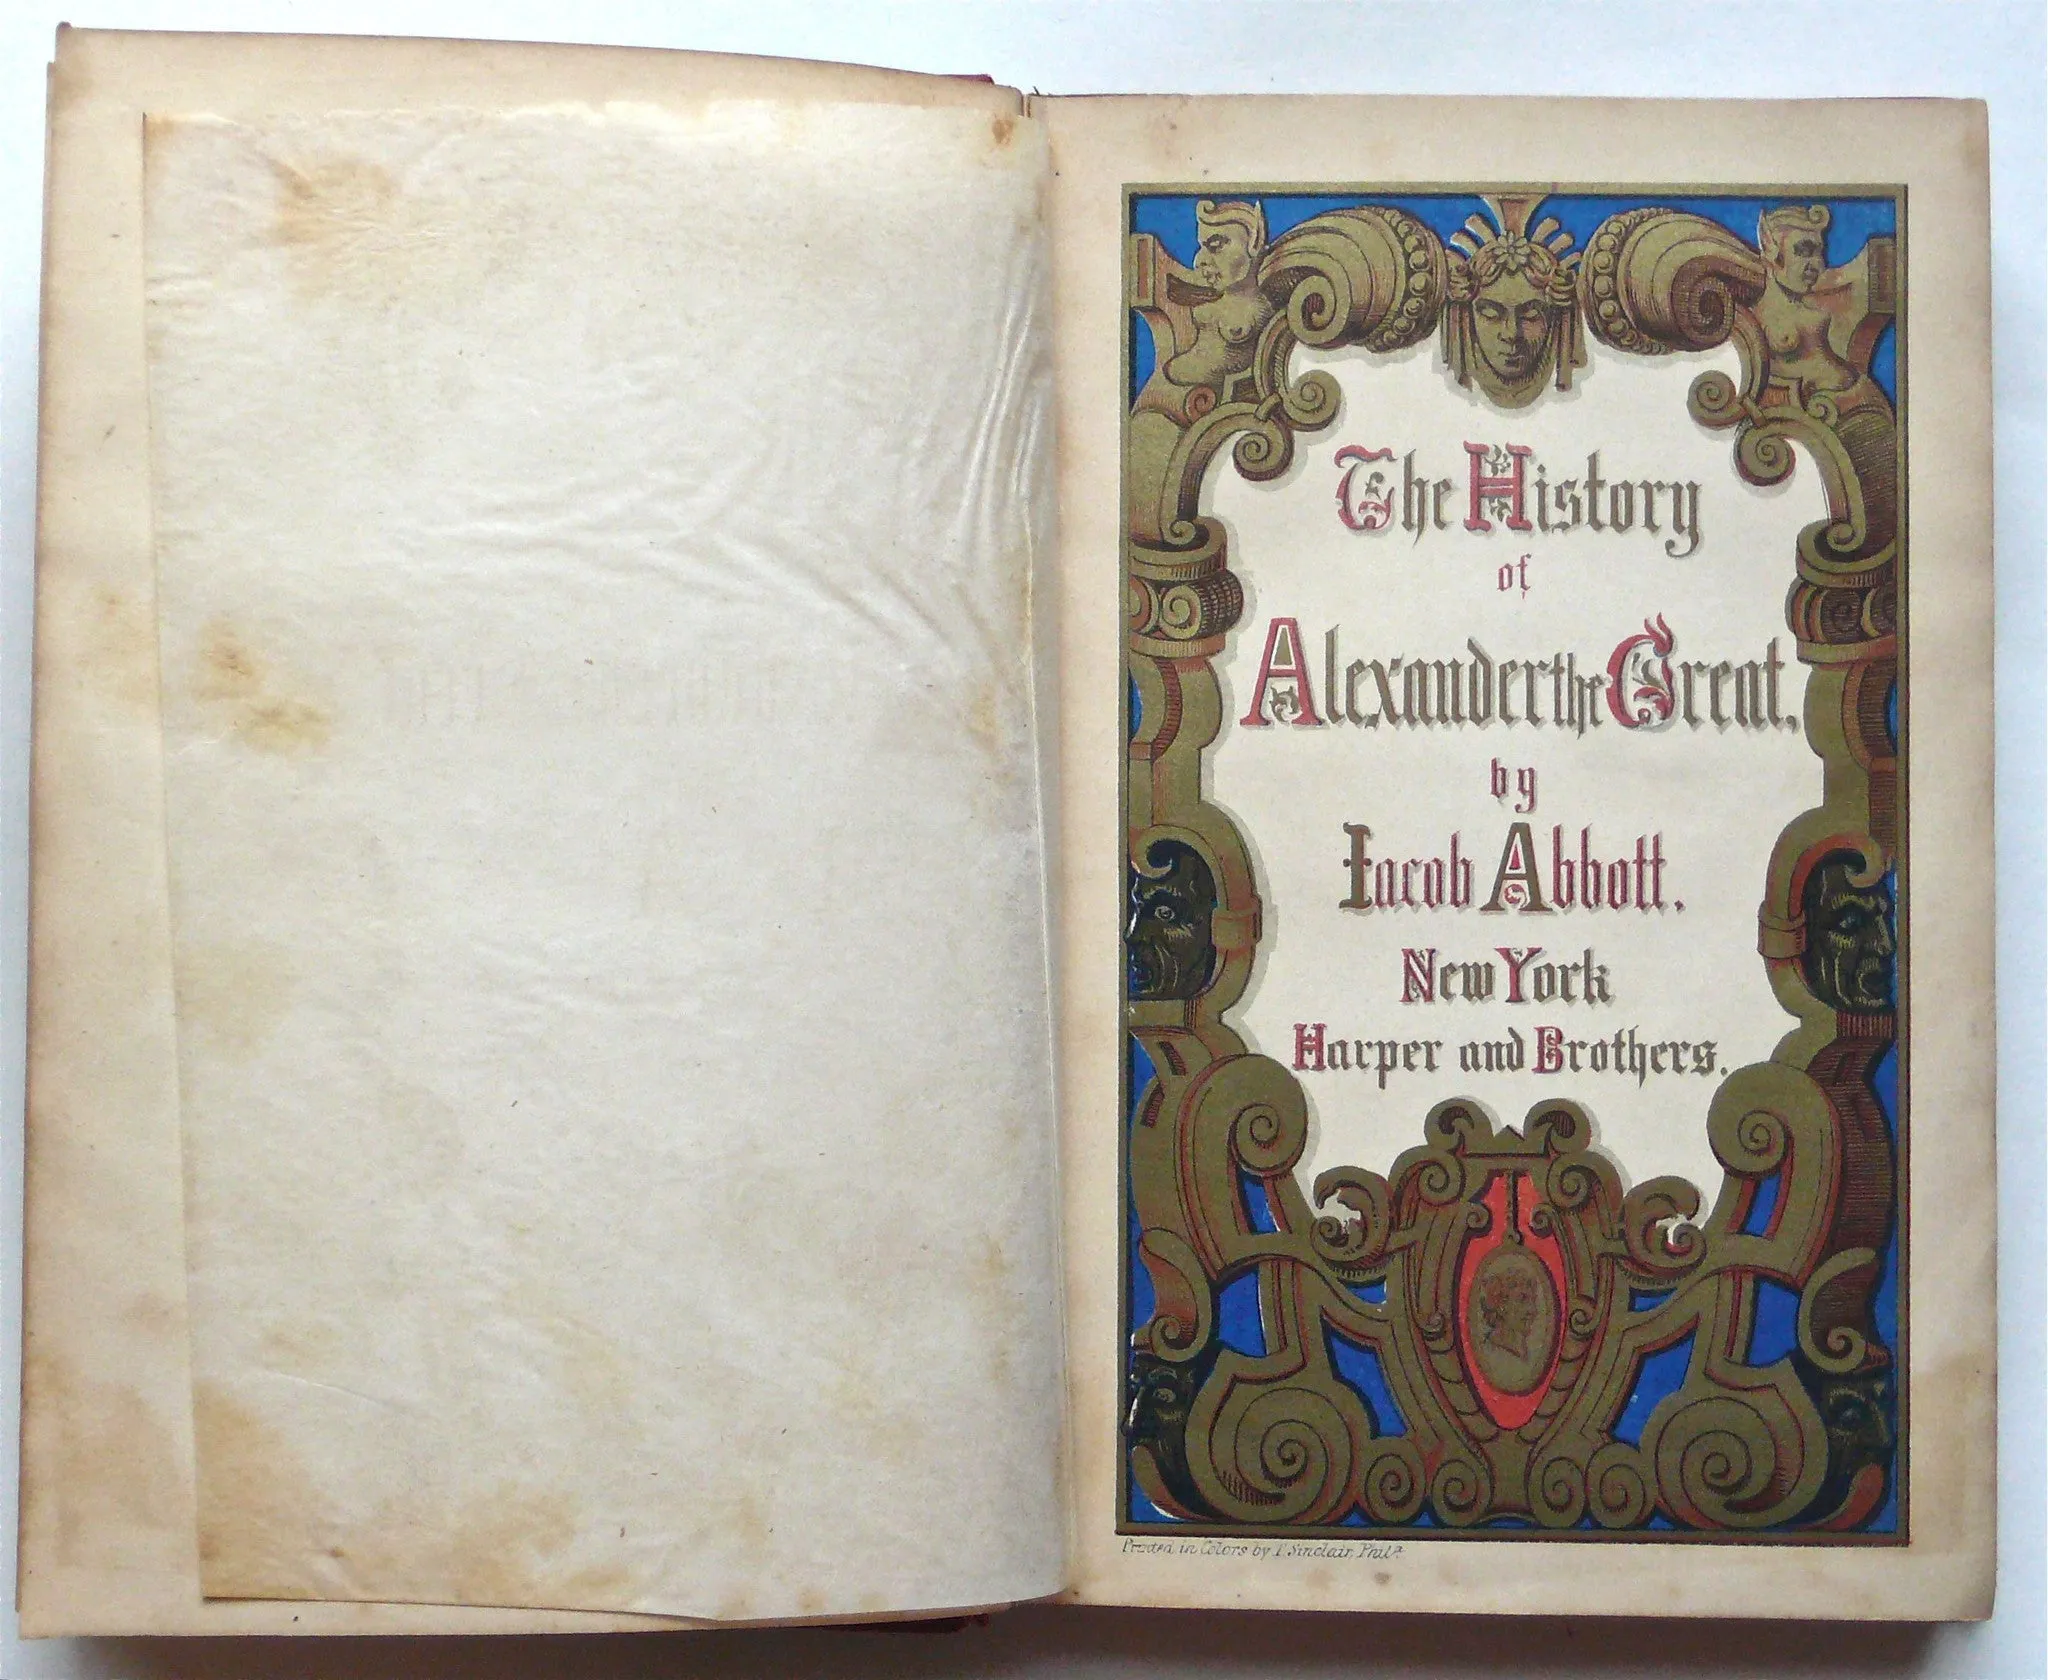 The History
of
Alexander the Great,
by
Iacob Abbott.
New York
Harper and Brothers.
Printed in Colors by T. Sinclair, Phila.